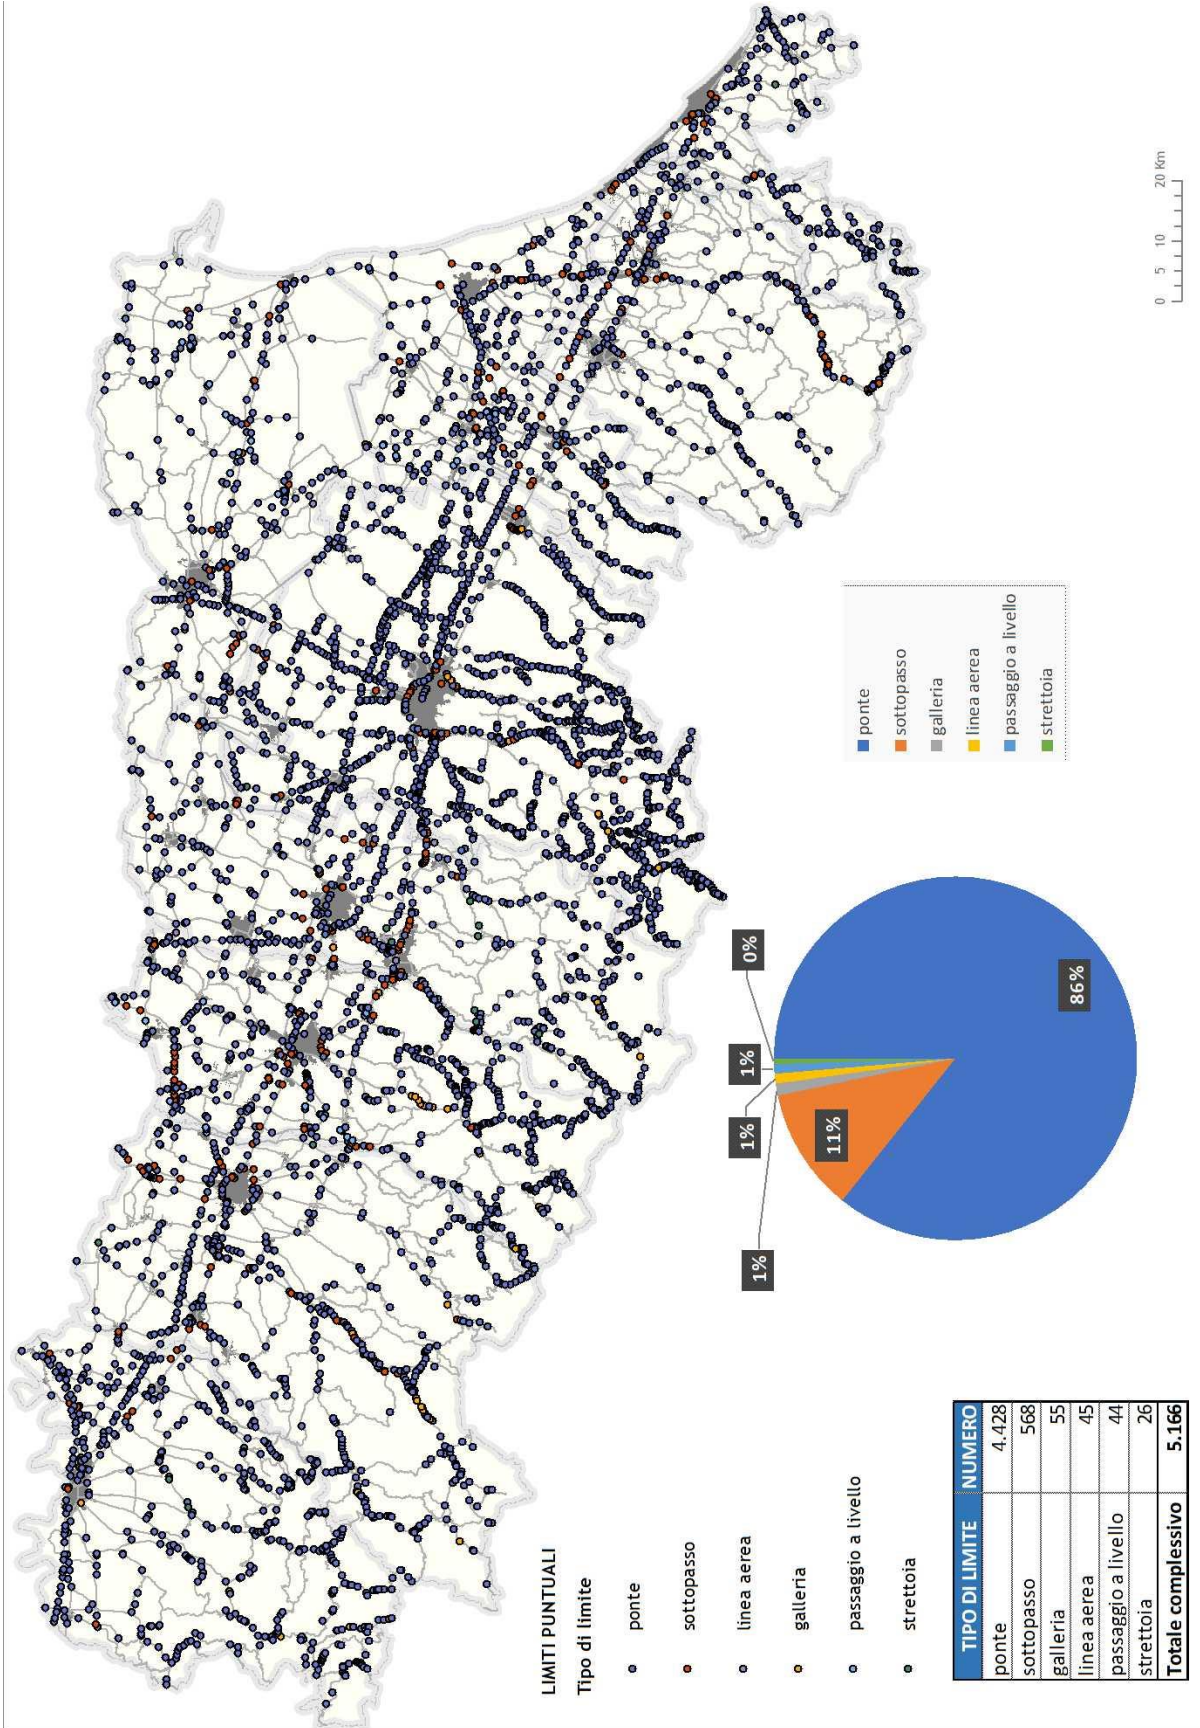 0 5 10 20 Km
LIMITI PUNTUALI
Tipo di limite
ponte
sottopasso
linea aerea
galleria
passaggio a livello
strettoia
TIPO DI LIMITE NUMERO
ponte 4.428
sottopasso 568
galleria 55
linea aerea 45
passaggio a livello 44
strettoia 26
Totale complessivo 5.166
1%
1%
1%
0%
11%
86%
ponte
sottopasso
galleria
linea aerea
passaggio a livello
strettoia